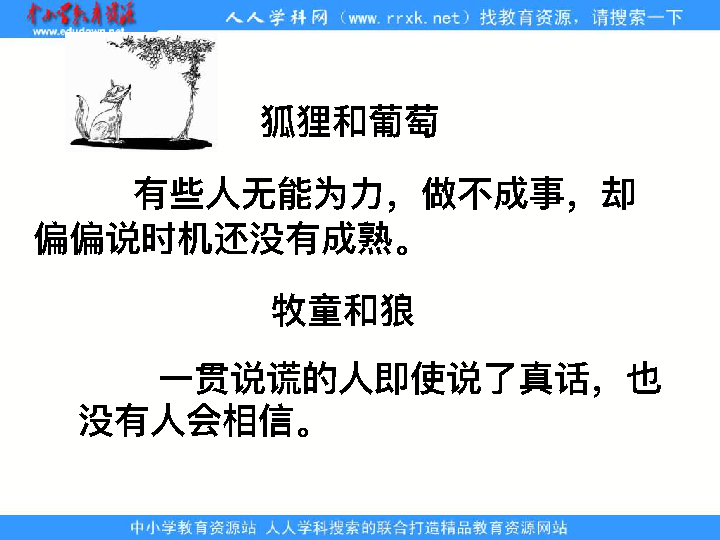 中小学教育资源
www.edudown.net
人人学科网（www.rrxk.net）找教育资源，请搜索一下
狐狸和葡萄
有些人无能为力，做不成事，却
偏偏说时机还没有成熟。
牧童和狼
一贯说谎的人即使说了真话，也
没有人会相信。
中小学教育资源站 人人学科搜索的联合打造精品教育资源网站